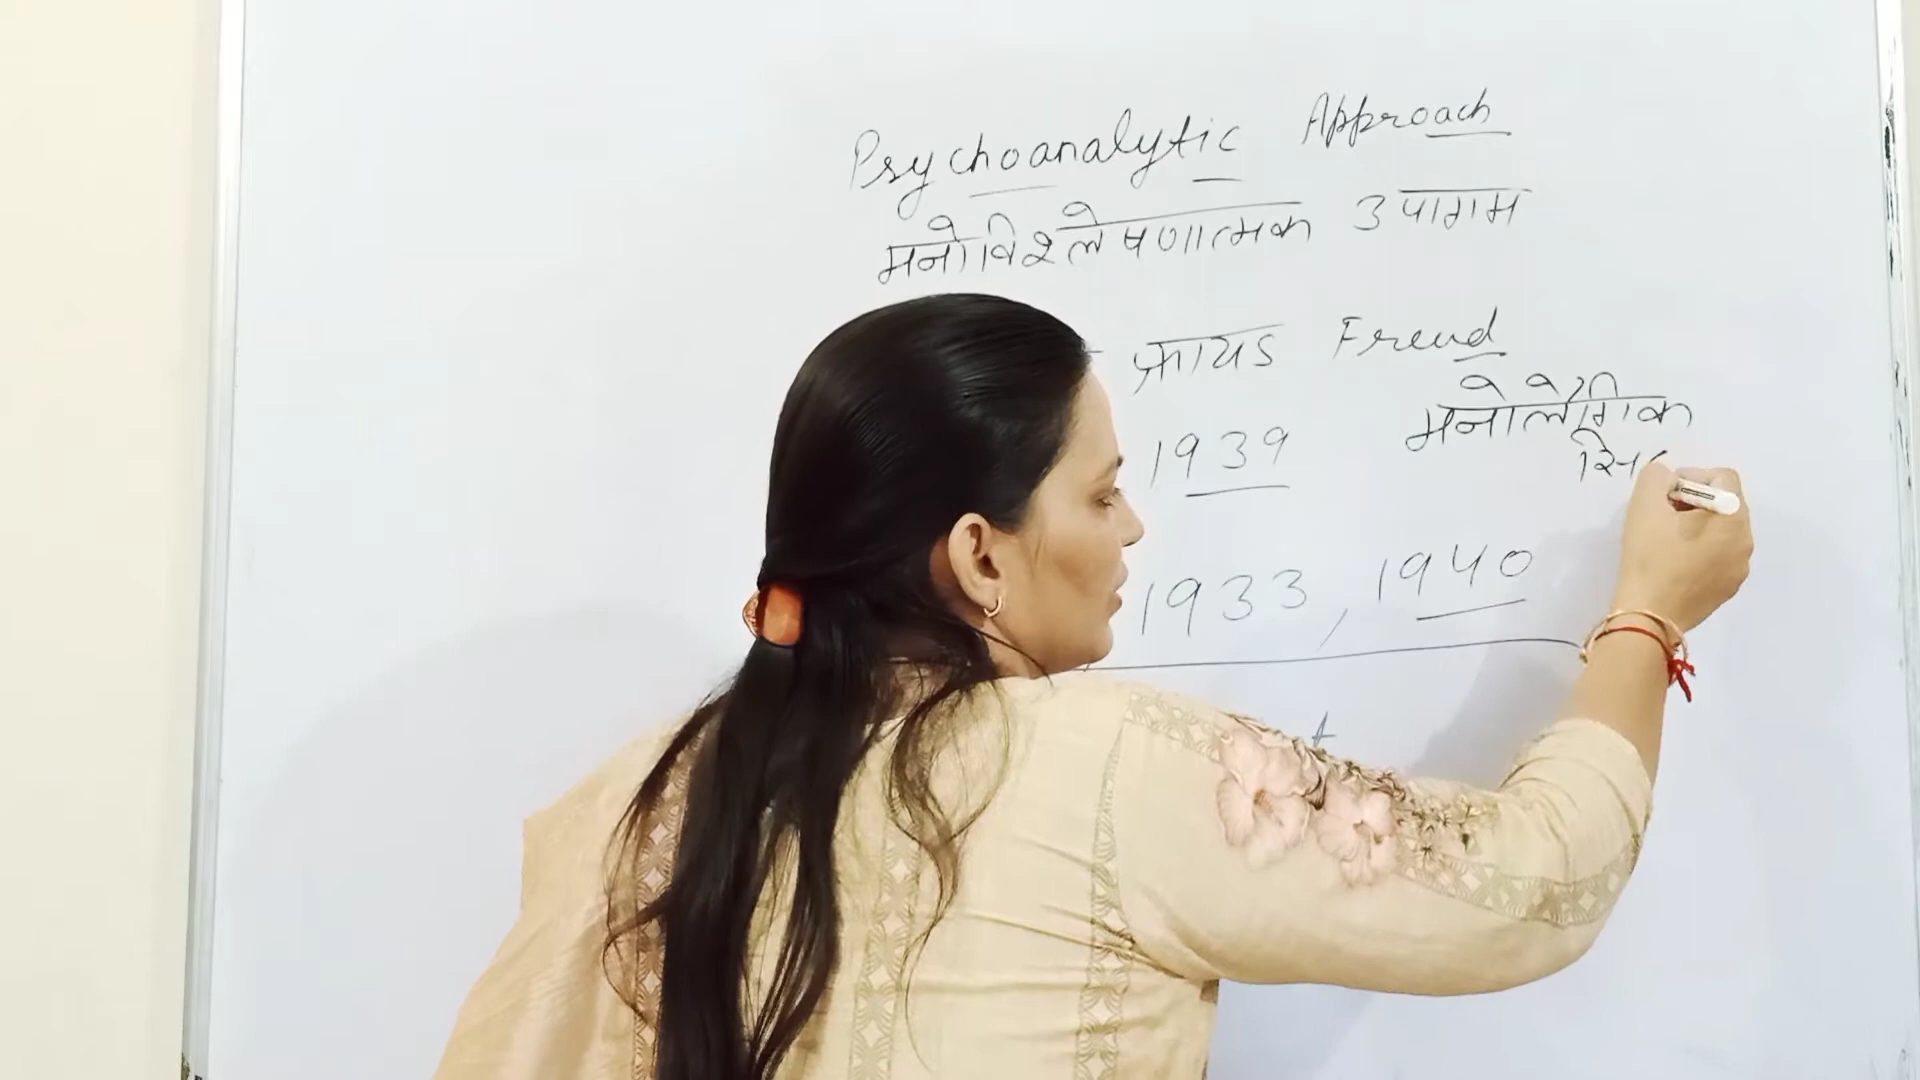 Psychoanalytic Approach
मनोविश्लेषणात्मक उपागम
फ्रायड Freud
1939
मनोलैंगिक
1933, 1940